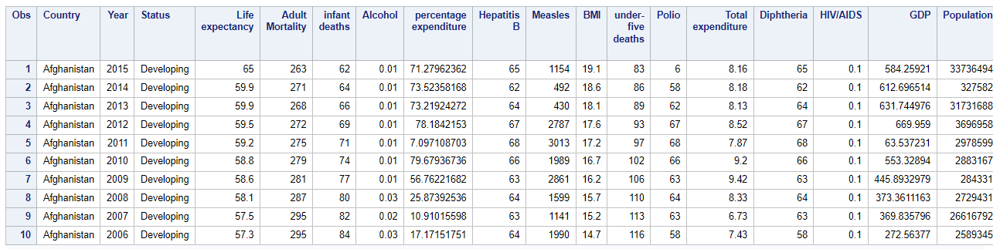 Obs Country Year Status Life expectancy Adult Mortality infant deaths Alcohol percentage expenditure Hepatitis B Measles BMI under-five deaths Polio Total expenditure Diphtheria HIV/AIDS GDP Population
1 Afghanistan 2015 Developing 65 263 62 0.01 71.27962362 65 1154 19.1 83 6 8.16 65 0.1 584.25921 33736494
2 Afghanistan 2014 Developing 59.9 271 64 0.01 73.52358168 62 492 18.6 86 58 8.18 62 0.1 612.696514 327582
3 Afghanistan 2013 Developing 59.9 268 66 0.01 73.21924272 64 430 18.1 89 62 8.13 64 0.1 631.744976 31731688
4 Afghanistan 2012 Developing 59.5 272 69 0.01 78.1842153 67 2787 17.6 93 67 8.52 67 0.1 669.959 3696958
5 Afghanistan 2011 Developing 59.2 275 71 0.01 7.097108703 68 3013 17.2 97 68 7.87 68 0.1 63.537231 2978599
6 Afghanistan 2010 Developing 58.8 279 74 0.01 79.67936736 66 1989 16.7 102 66 9.2 66 0.1 553.32894 2883167
7 Afghanistan 2009 Developing 58.6 281 77 0.01 56.76221682 63 2861 16.2 106 63 9.42 63 0.1 445.8932979 284331
8 Afghanistan 2008 Developing 58.1 287 80 0.03 25.87392536 64 1599 15.7 110 64 8.33 64 0.1 373.3611163 2729431
9 Afghanistan 2007 Developing 57.5 295 82 0.02 10.91015598 63 1141 15.2 113 63 6.73 63 0.1 369.835796 26616792
10 Afghanistan 2006 Developing 57.3 295 84 0.03 17.17151751 64 1990 14.7 116 58 7.43 58 0.1 272.56377 2589345